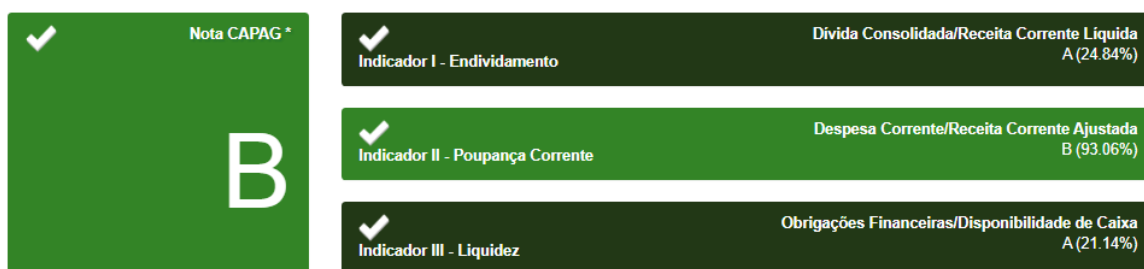 Nota CAPAG *
B
Dívida Consolidada/Receita Corrente Líquida
A (24.84%)
Indicador I - Endividamento
Despesa Corrente/Receita Corrente Ajustada
B (93.06%)
Indicador II - Poupança Corrente
Obrigações Financeiras/Disponibilidade de Caixa
A (21.14%)
Indicador III - Liquidez